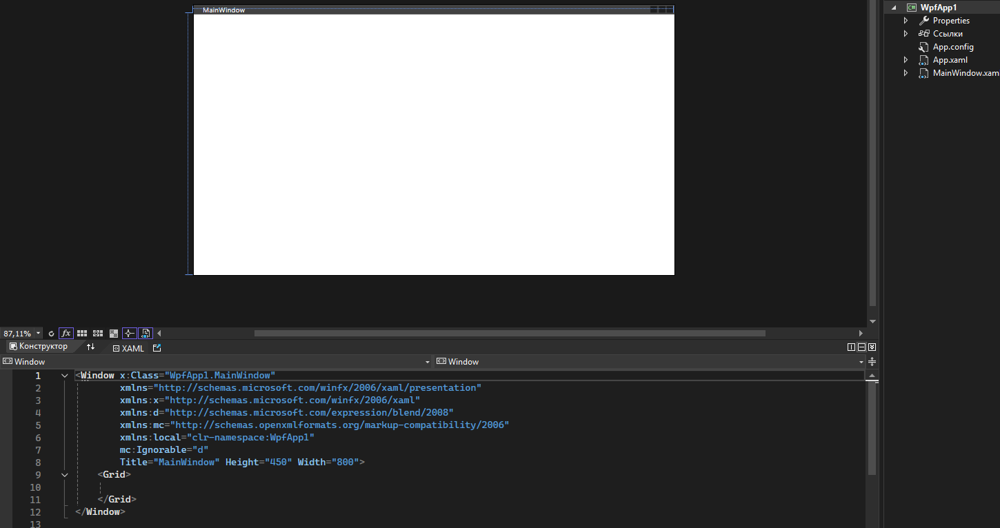 MainWindow
WpfApp1
Properties
Ссылки
App.config
App.xaml
MainWindow.xam
87,11%
fx
Конструктор
XAML
Window
Window
1 <Window x:Class="WpfApp1.MainWindow"
2 xmlns="http://schemas.microsoft.com/winfx/2006/xaml/presentation"
3 xmlns:x="http://schemas.microsoft.com/winfx/2006/xaml"
4 xmlns:d="http://schemas.microsoft.com/expression/blend/2008"
5 xmlns:mc="http://schemas.openxmlformats.org/markup-compatibility/2006"
6 xmlns:local="clr-namespace:WpfApp1"
7 mc:Ignorable="d"
8 Title="MainWindow" Height="450" Width="800">
9 <Grid>
10
11 </Grid>
12 </Window>
13